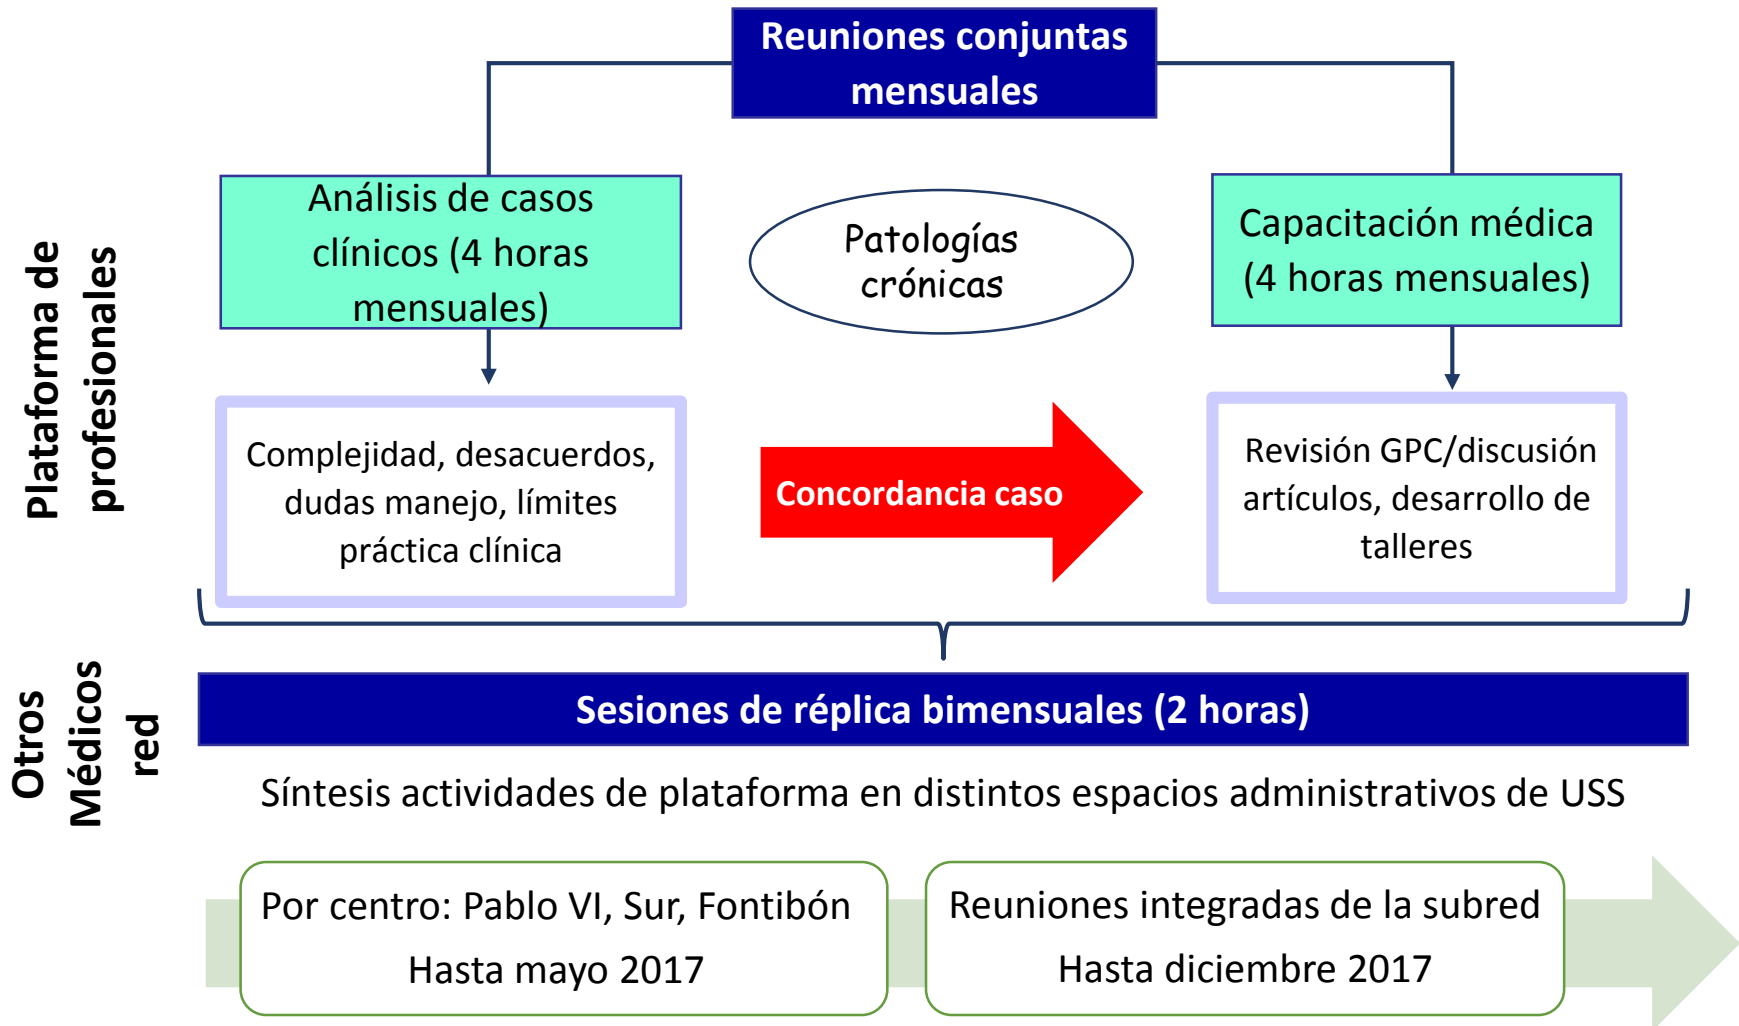 Reuniones conjuntas
mensuales
Plataforma de
profesionales
Análisis de casos
clínicos (4 horas
mensuales)
Patologías
crónicas
Capacitación médica
(4 horas mensuales)
Complejidad, desacuerdos,
dudas manejo, límites
práctica clínica
Concordancia caso
Revisión GPC/discusión
artículos, desarrollo de
talleres
Otros
Médicos
red
Sesiones de réplica bimensuales (2 horas)
Síntesis actividades de plataforma en distintos espacios administrativos de USS
Por centro: Pablo VI, Sur, Fontibón
Hasta mayo 2017
Reuniones integradas de la subred
Hasta diciembre 2017